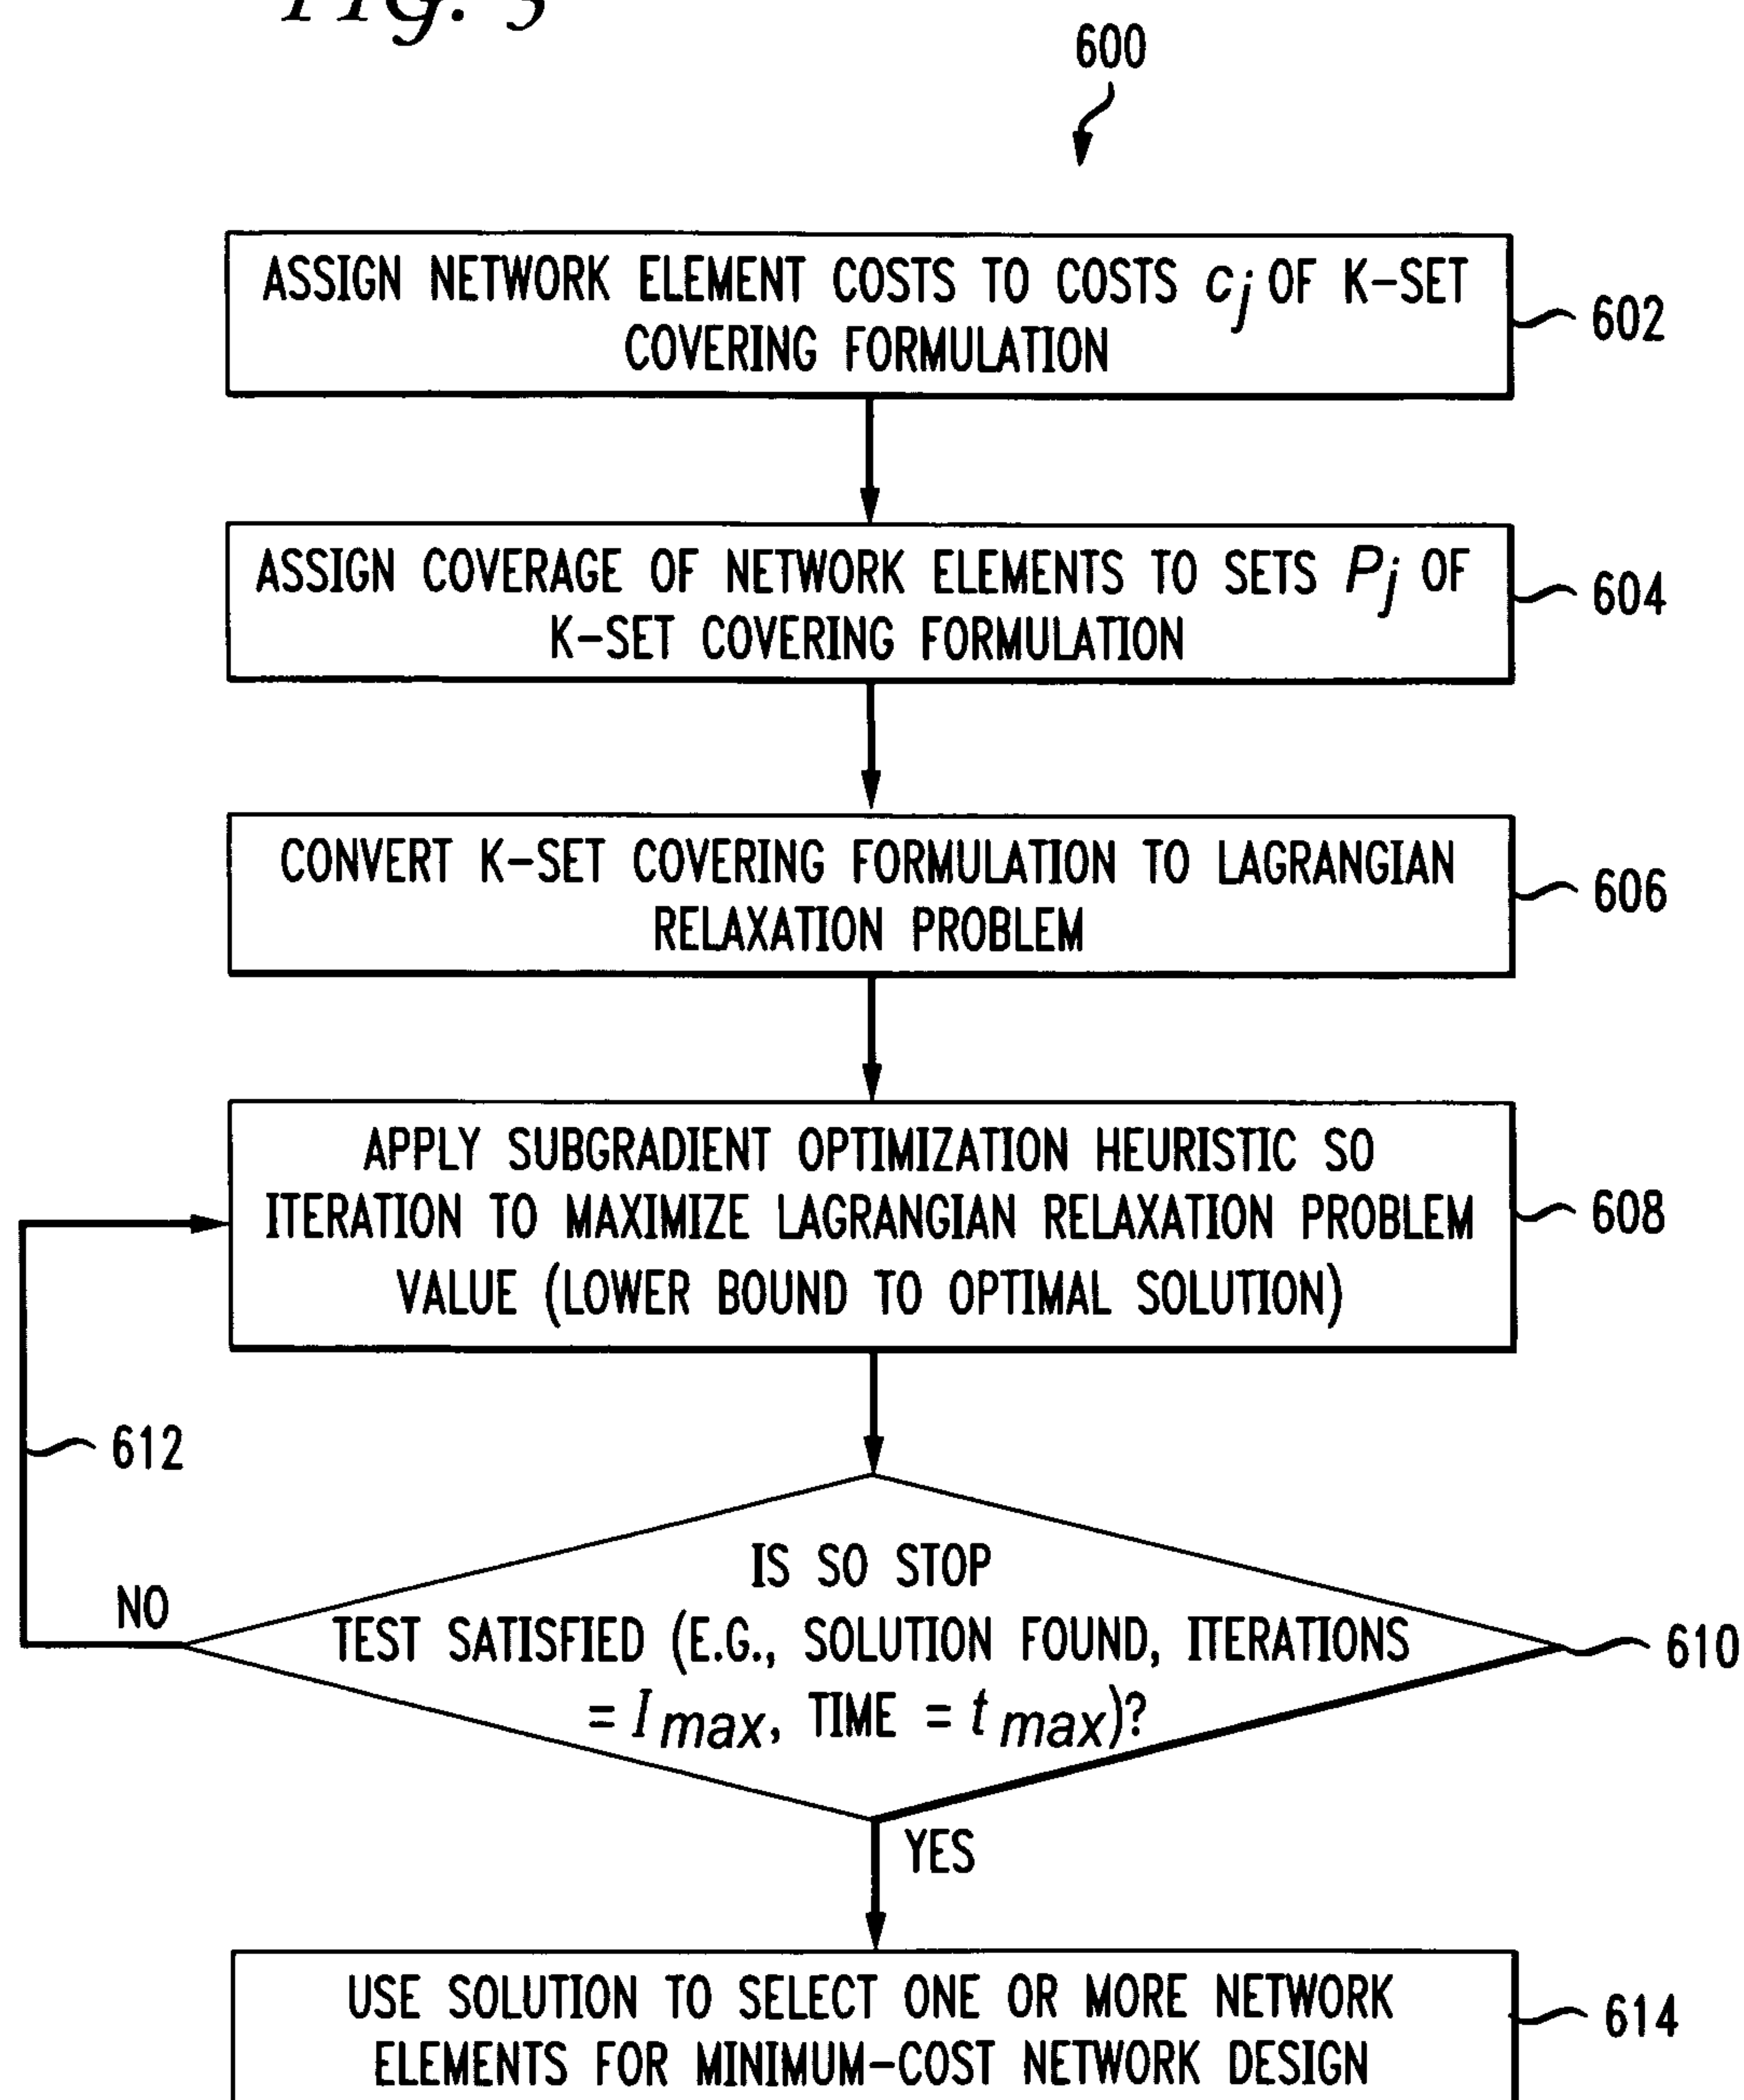 FIG. 5
600
ASSIGN NETWORK ELEMENT COSTS TO COSTS cj OF K-SET
COVERING FORMULATION
602
ASSIGN COVERAGE OF NETWORK ELEMENTS TO SETS Pj OF
K-SET COVERING FORMULATION
604
CONVERT K-SET COVERING FORMULATION TO LAGRANGIAN
RELAXATION PROBLEM
606
APPLY SUBGRADIENT OPTIMIZATION HEURISTIC SO
ITERATION TO MAXIMIZE LAGRANGIAN RELAXATION PROBLEM
VALUE (LOWER BOUND TO OPTIMAL SOLUTION)
608
612
NO
IS SO STOP
TEST SATISFIED (E.G., SOLUTION FOUND, ITERATIONS
= Imax, TIME = tmax)?
610
YES
USE SOLUTION TO SELECT ONE OR MORE NETWORK
ELEMENTS FOR MINIMUM-COST NETWORK DESIGN
614